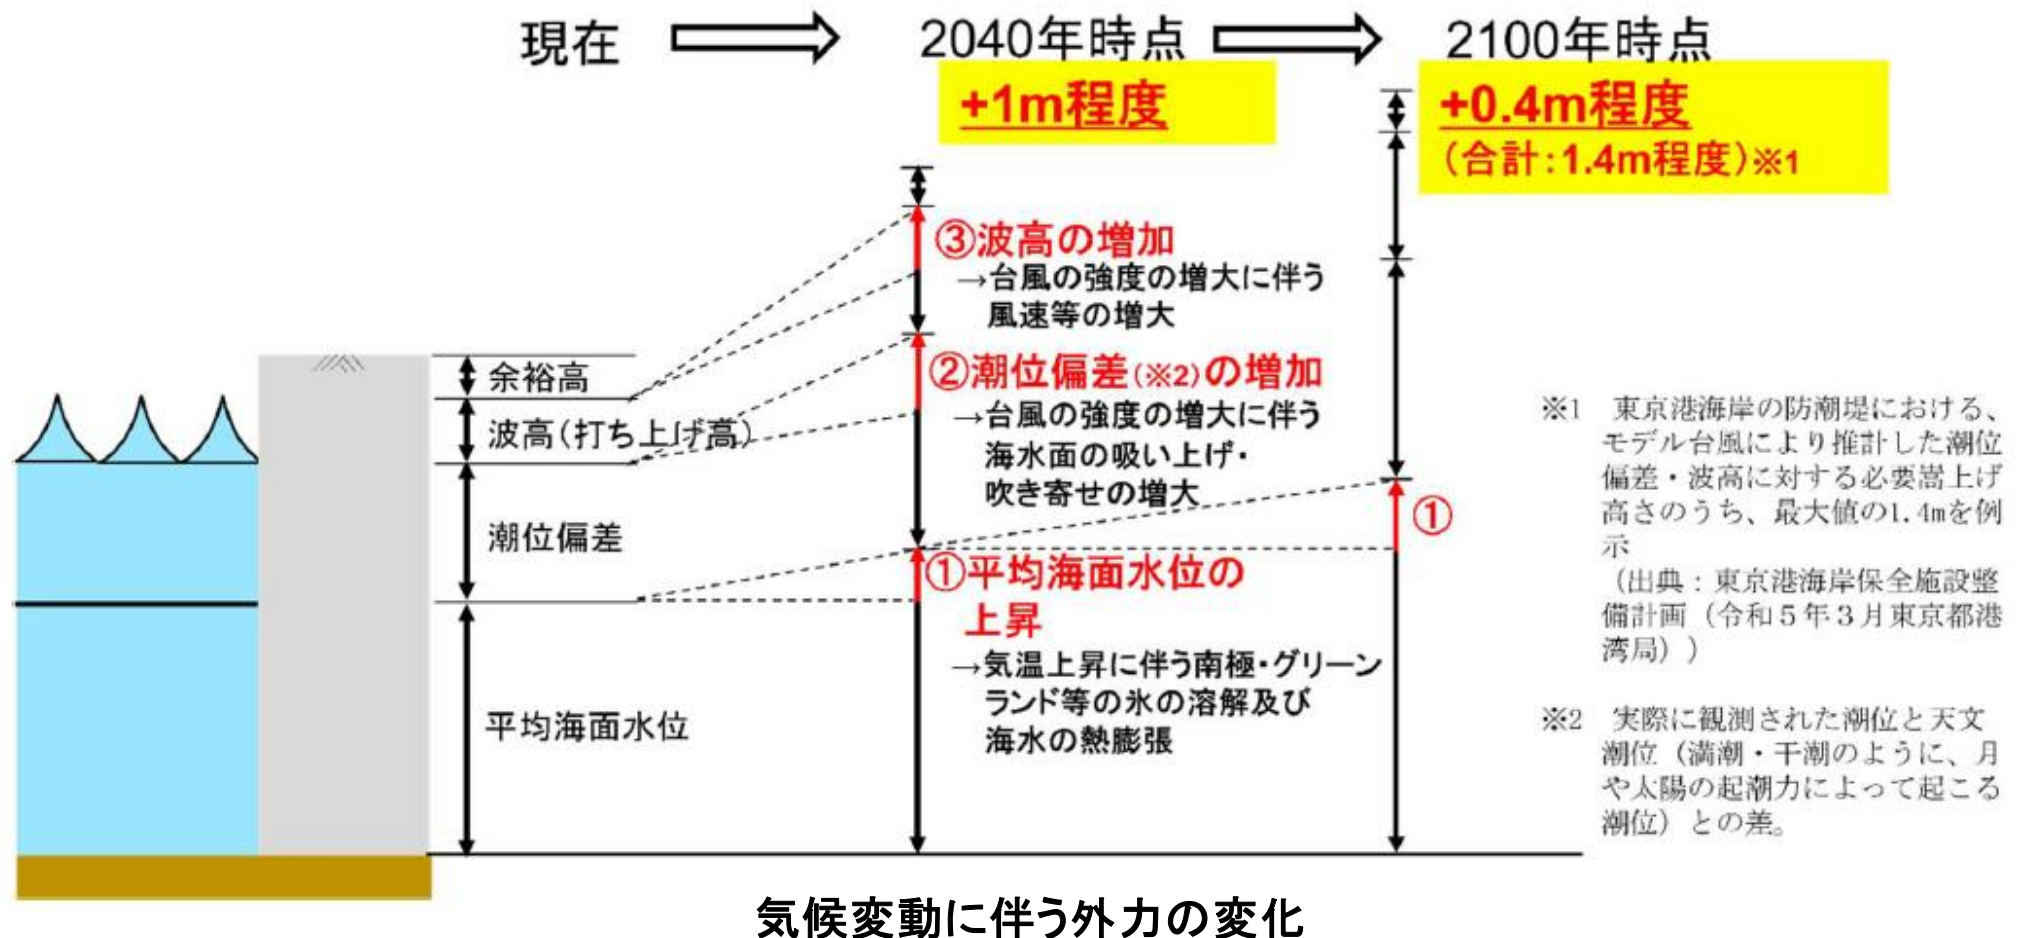 現在
2040年時点
2100年時点
+1m程度
+0.4m程度
(合計:1.4m程度)※1
③波高の増加
→台風の強度の増大に伴う
風速等の増大
②潮位偏差(※2)の増加
→台風の強度の増大に伴う
海水面の吸い上げ・
吹き寄せの増大
①平均海面水位の
上昇
→気温上昇に伴う南極・グリーン
ランド等の氷の溶解及び
海水の熱膨張
①
余裕高
波高(打ち上げ高)
潮位偏差
平均海面水位
※1 東京港海岸の防潮堤における、
モデル台風により推計した潮位
偏差・波高に対する必要嵩上げ
高さのうち、最大値の1.4mを例
示
(出典:東京港海岸保全施設整
備計画(令和5年3月東京都港
湾局))
※2 実際に観測された潮位と天文
潮位(満潮・干潮のように、月
や太陽の起潮力によって起こる
潮位)との差。
気候変動に伴う外力の変化